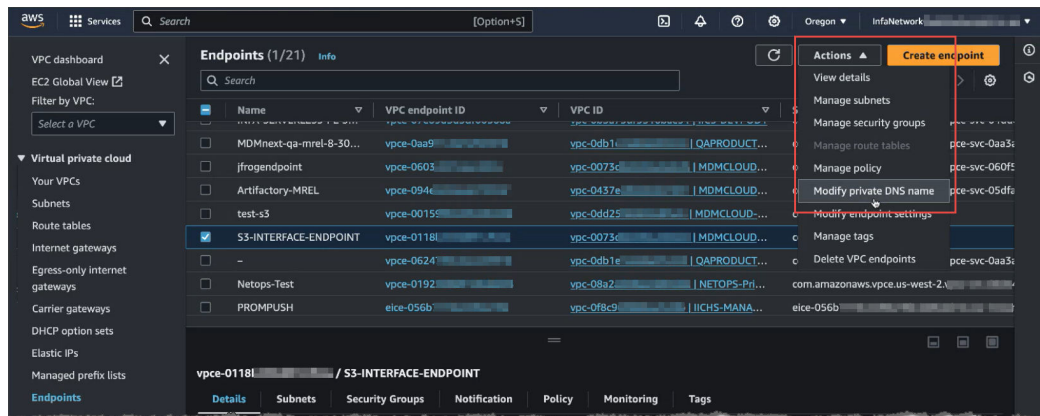 aws Services Search [Option+S] Oregon InfaNetwork
VPC dashboard
EC2 Global View
Filter by VPC:
Select a VPC
Virtual private cloud
Your VPCs
Subnets
Route tables
Internet gateways
Egress-only internet
gateways
Carrier gateways
DHCP option sets
Elastic IPs
Managed prefix lists
Endpoints
Endpoints (1/21) Info
Actions
Create endpoint
Search
Name VPC endpoint ID VPC ID S
MDMnext-qa-mrel-8-30... vpce-0aa9 vpc-0db1 | QAPRODUCT... pce-svc-0aa3
jfrogendpoint vpce-0603 vpc-0073c | MDMCLOUD... pce-svc-060f5
Artifactory-MREL vpce-094e vpc-0437e | MDMCLOUD... pce-svc-05dfa
test-s3 vpce-00159 vpc-0dd25 | MDMCLOUD-... c
S3-INTERFACE-ENDPOINT vpce-0118 vpc-0073c | MDMCLOUD... c
– vpce-0624 vpc-0db1e | QAPRODUCT... c pce-svc-0aa3
Netops-Test vpce-0192 vpc-08a2 | NETOPS-Pri... com.amazonaws.vpce.us-west-2.
PROMPUSH eice-056b vpc-0f8c9 | IICHS-MANA... eice-056b
View details
Manage subnets
Manage security groups
Manage route tables
Manage policy
Modify private DNS name
Modify endpoint settings
Manage tags
Delete VPC endpoints
vpce-0118 / S3-INTERFACE-ENDPOINT
Details Subnets Security Groups Notification Policy Monitoring Tags